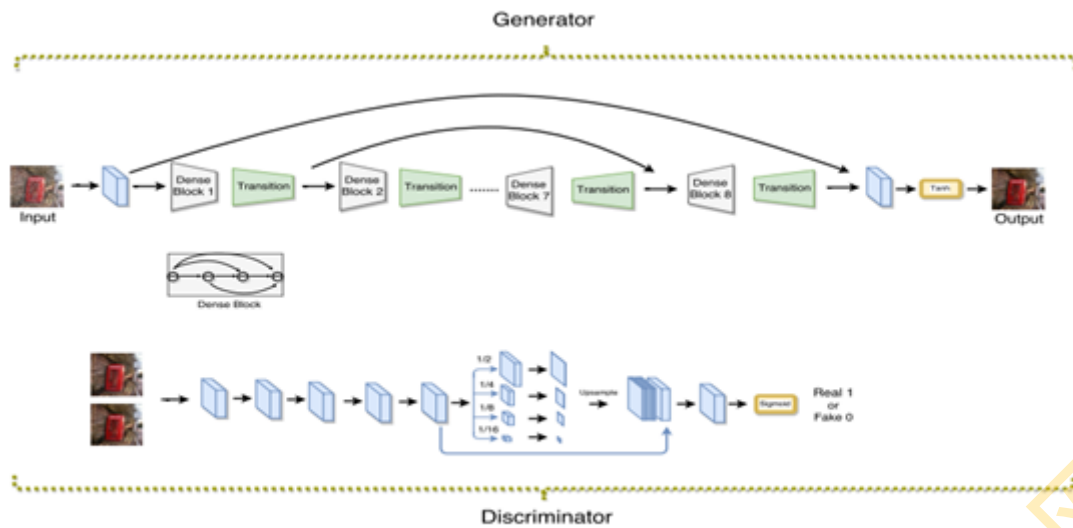 Generator
Input
Dense
Block 1
Transition
Dense
Block 2
Transition
Dense
Block 7
Transition
Dense
Block 8
Transition
Tanh
Output
Dense Block
1/2
1/4
1/8
1/16
Upsample
Sigmoid
Real 1
or
Fake 0
Discriminator